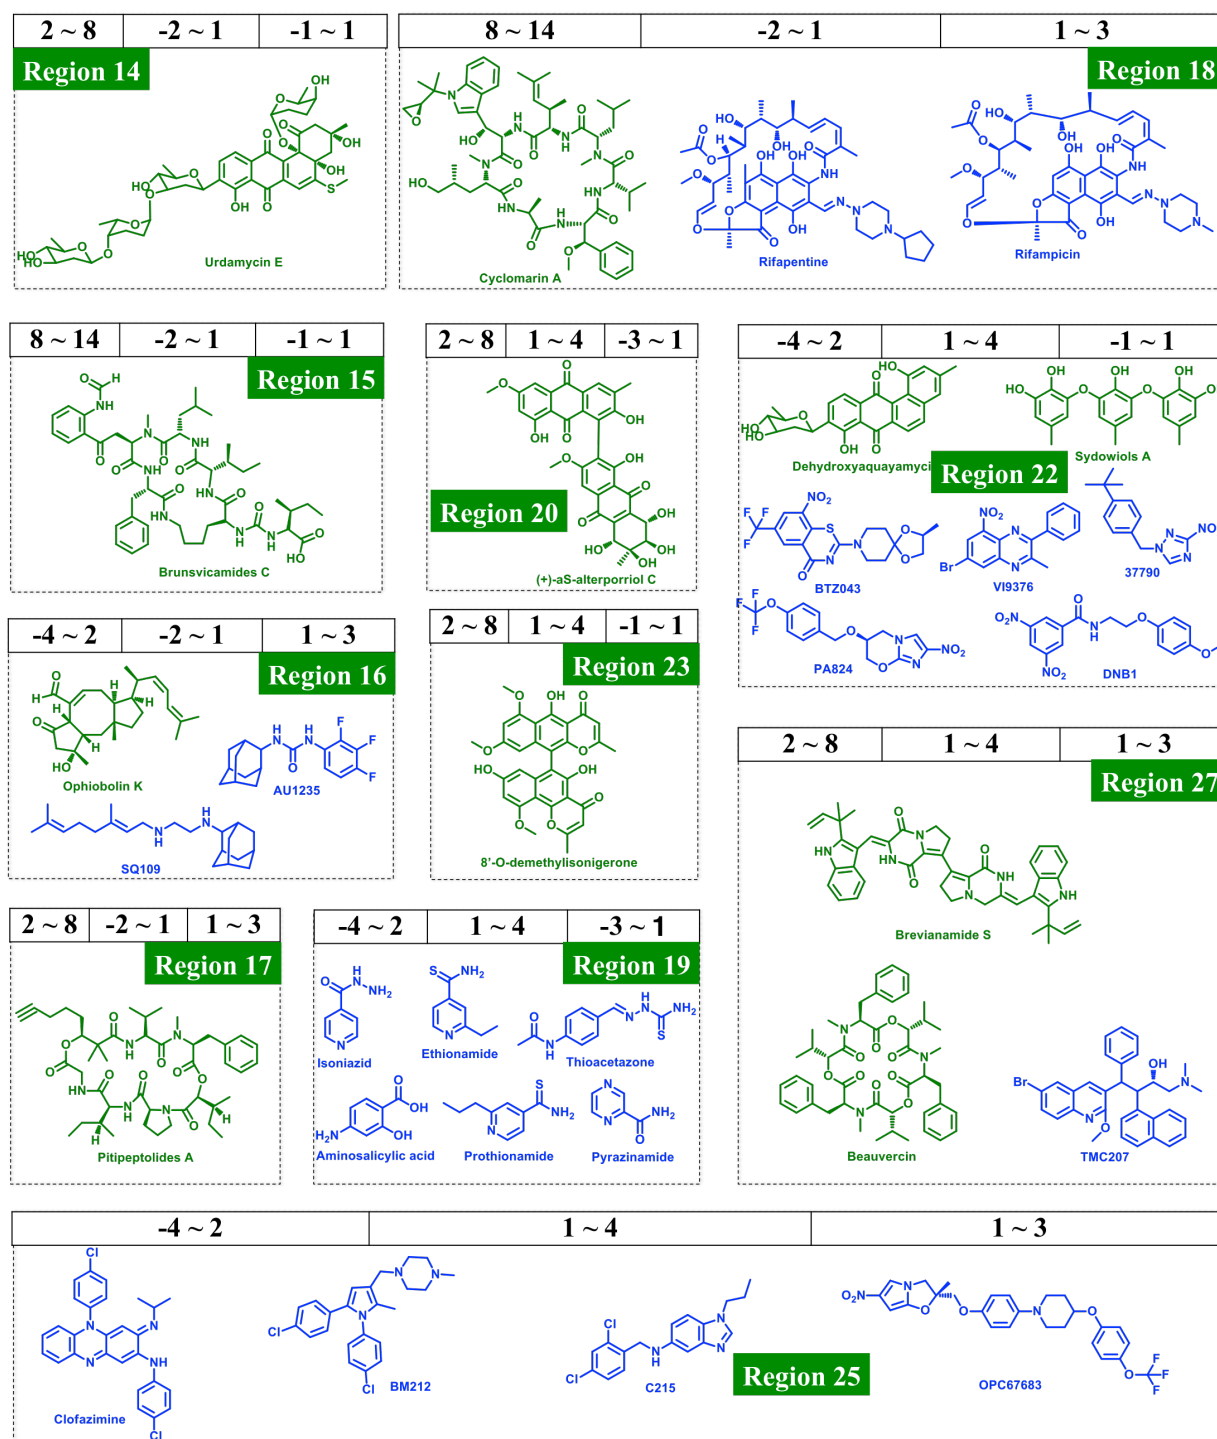 2 ~ 8 -2 ~ 1 -1 ~ 1
Region 14
Urdamycin E
8 ~ 14 -2 ~ 1 1 ~ 3
Region 18
Cyclomarin A
Rifapentine
Rifampicin
8 ~ 14 -2 ~ 1 -1 ~ 1
Region 15
Brunsvicamides C
2 ~ 8 1 ~ 4 -3 ~ 1
Region 20
(+)-aS-alterporriol C
-4 ~ 2 1 ~ 4 -1 ~ 1
Dehydroxyaquayamyci
Sydowiols A
Region 22
BTZ043
VI9376
37790
PA824
DNB1
-4 ~ 2 -2 ~ 1 1 ~ 3
Region 16
Ophiobolin K
AU1235
SQ109
2 ~ 8 1 ~ 4 -1 ~ 1
Region 23
8'-O-demethylisonigerone
2 ~ 8 1 ~ 4 1 ~ 3
Region 27
Brevianamide S
Beauvercin
TMC207
2 ~ 8 -2 ~ 1 1 ~ 3
Region 17
Pitipeptolides A
-4 ~ 2 1 ~ 4 -3 ~ 1
Region 19
Isoniazid
Ethionamide
Thioacetazone
Aminosalicylic acid
Prothionamide
Pyrazinamide
-4 ~ 2 1 ~ 4 1 ~ 3
Clofazimine
BM212
C215
Region 25
OPC67683